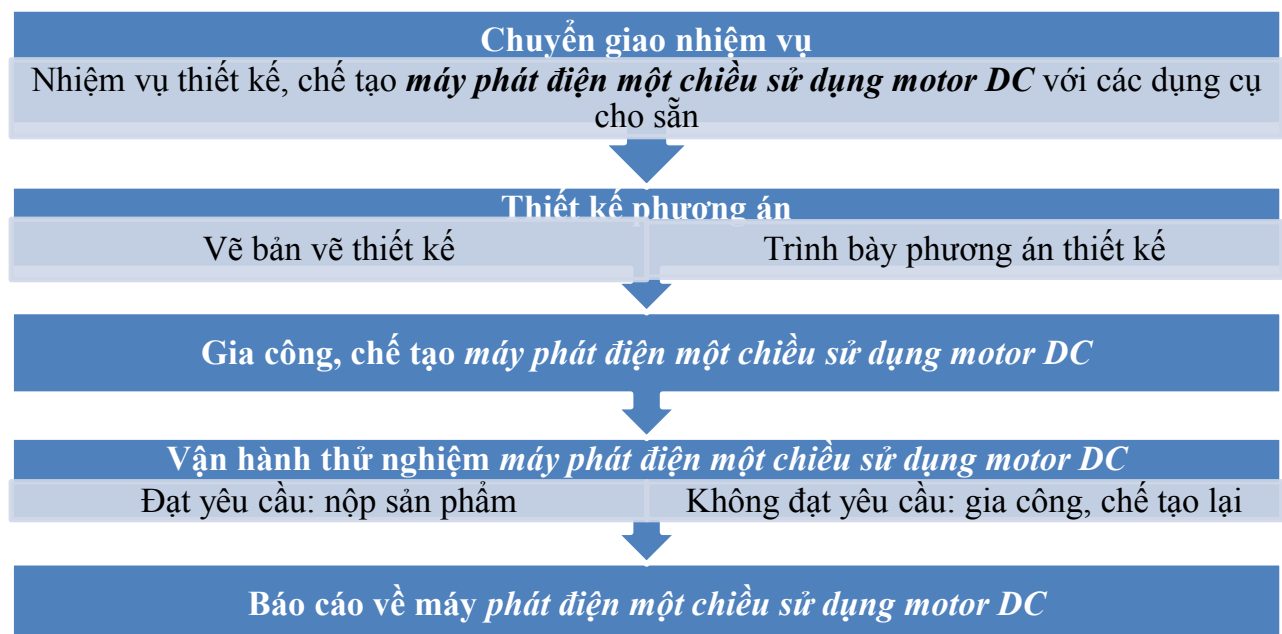 Chuyển giao nhiệm vụ
Nhiệm vụ thiết kế, chế tạo máy phát điện một chiều sử dụng motor DC với các dụng cụ
cho sẵn
Thiết kế phương án
Vẽ bản vẽ thiết kế
Trình bày phương án thiết kế
Gia công, chế tạo máy phát điện một chiều sử dụng motor DC
Vận hành thử nghiệm máy phát điện một chiều sử dụng motor DC
Đạt yêu cầu: nộp sản phẩm
Không đạt yêu cầu: gia công, chế tạo lại
Báo cáo về máy phát điện một chiều sử dụng motor DC